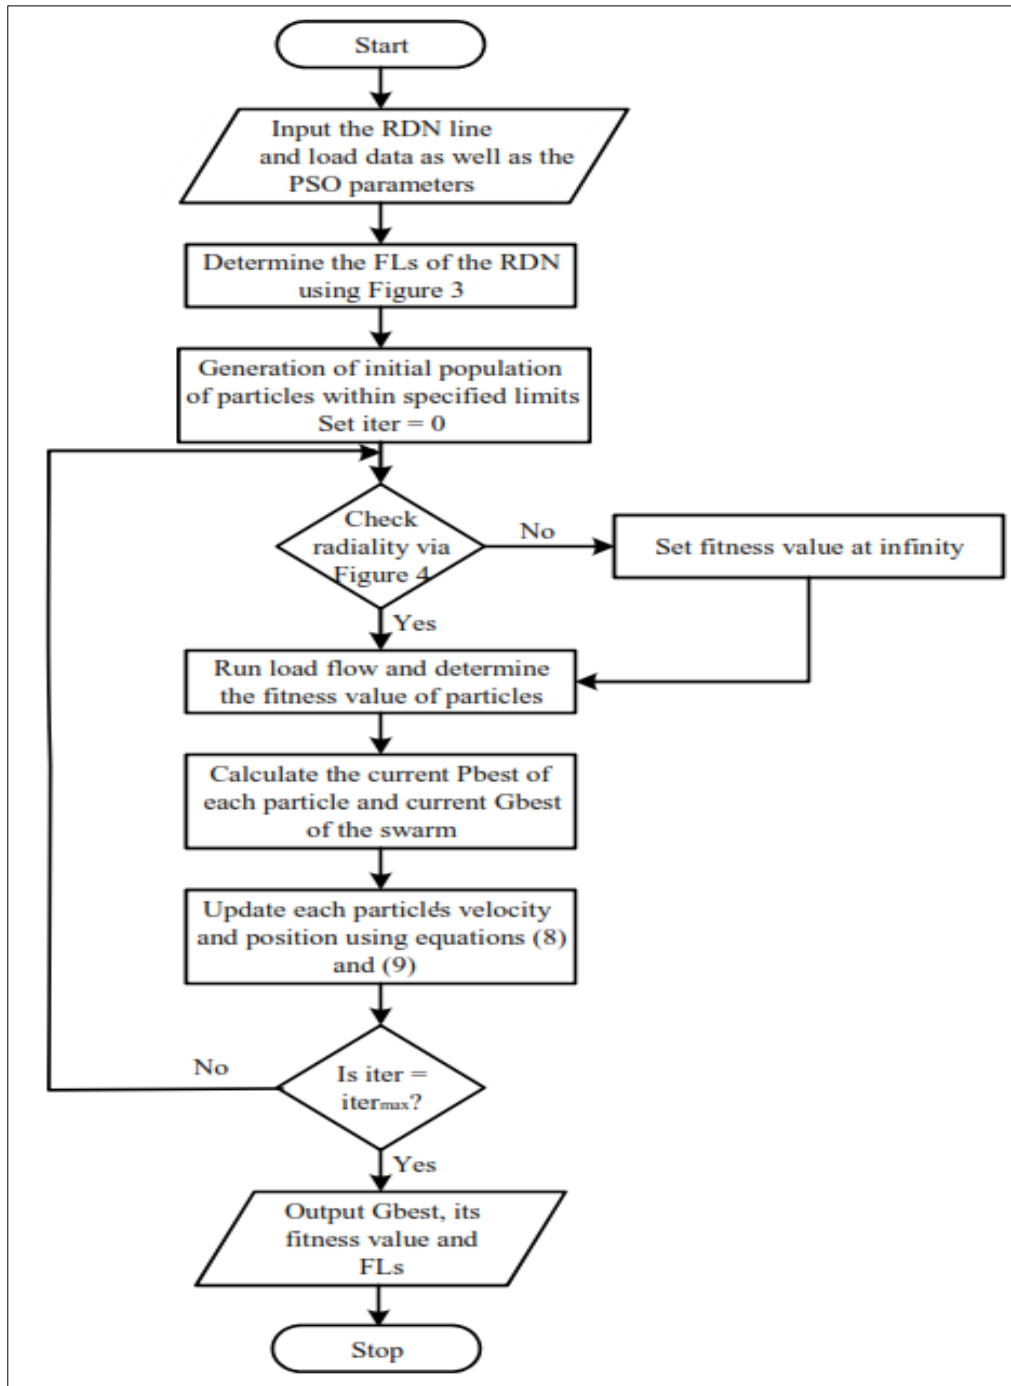 Start
Input the RDN line
and load data as well as the
PSO parameters
Determine the FLs of the RDN
using Figure 3
Generation of initial population
of particles within specified limits
Set iter = 0
Check
radiality via
Figure 4
No
Set fitness value at infinity
Yes
Run load flow and determine
the fitness value of particles
Calculate the current Pbest of
each particle and current Gbest
of the swarm
Update each particle's velocity
and position using equations (8)
and (9)
No
Is iter =
itermax?
Yes
Output Gbest, its
fitness value and
FLs
Stop